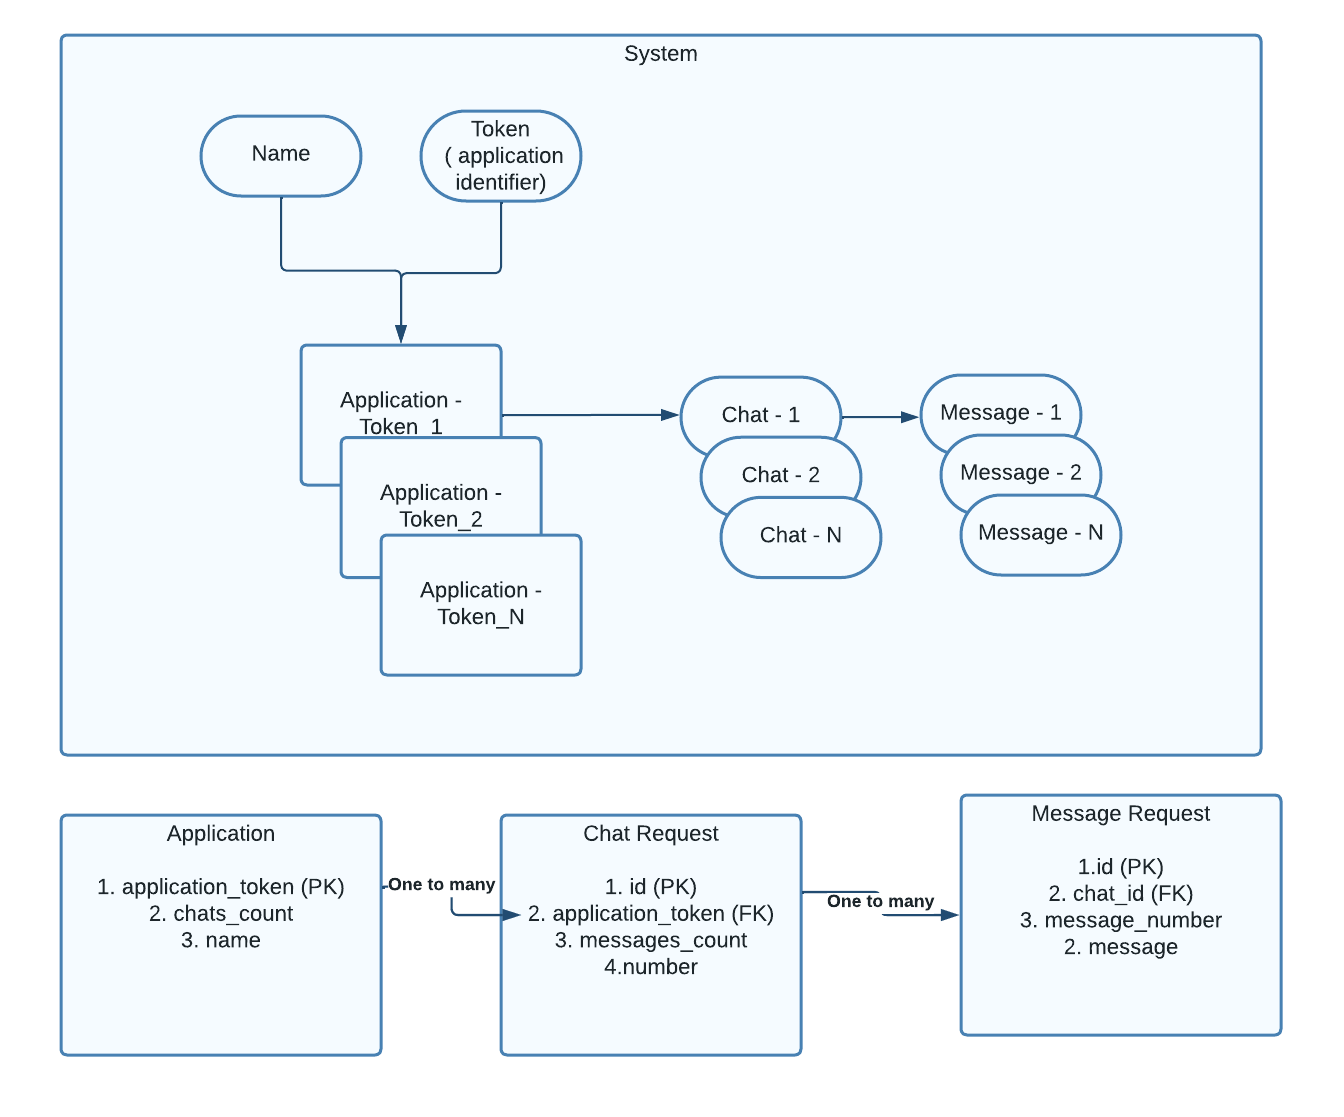 System
Name
Token
( application
identifier)
Application -
Token_1
Application -
Token_2
Application -
Token_N
Chat - 1
Chat - 2
Chat - N
Message - 1
Message - 2
Message - N
Application
1. application_token (PK)
2. chats_count
3. name
One to many
Chat Request
1. id (PK)
2. application_token (FK)
3. messages_count
4.number
One to many
Message Request
1.id (PK)
2. chat_id (FK)
3. message_number
2. message